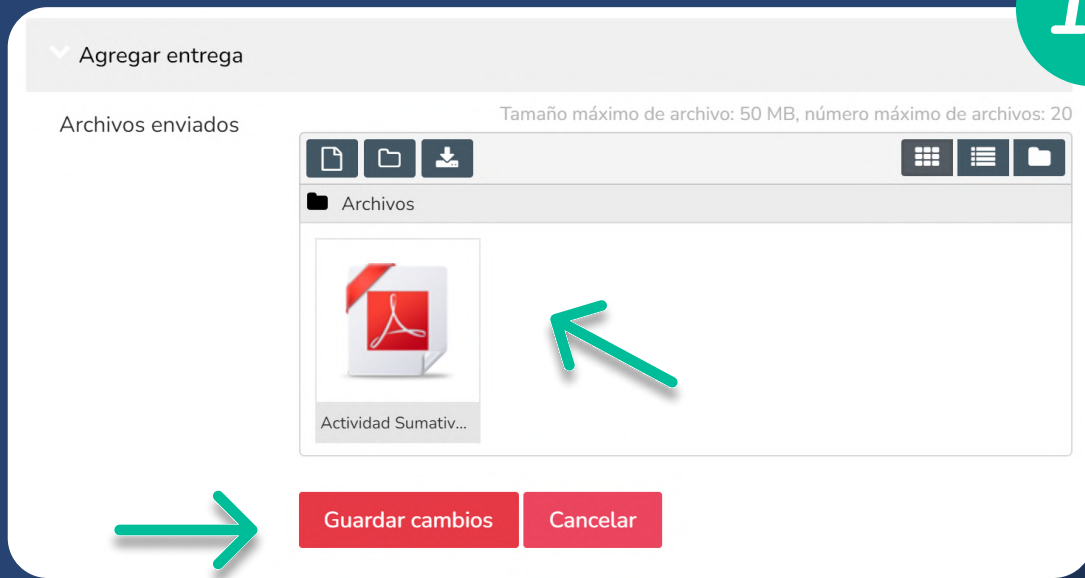 Agregar entrega
Archivos enviados
Tamaño máximo de archivo: 50 MB, número máximo de archivos: 20
Archivos
Actividad Sumativ...
Guardar cambios
Cancelar